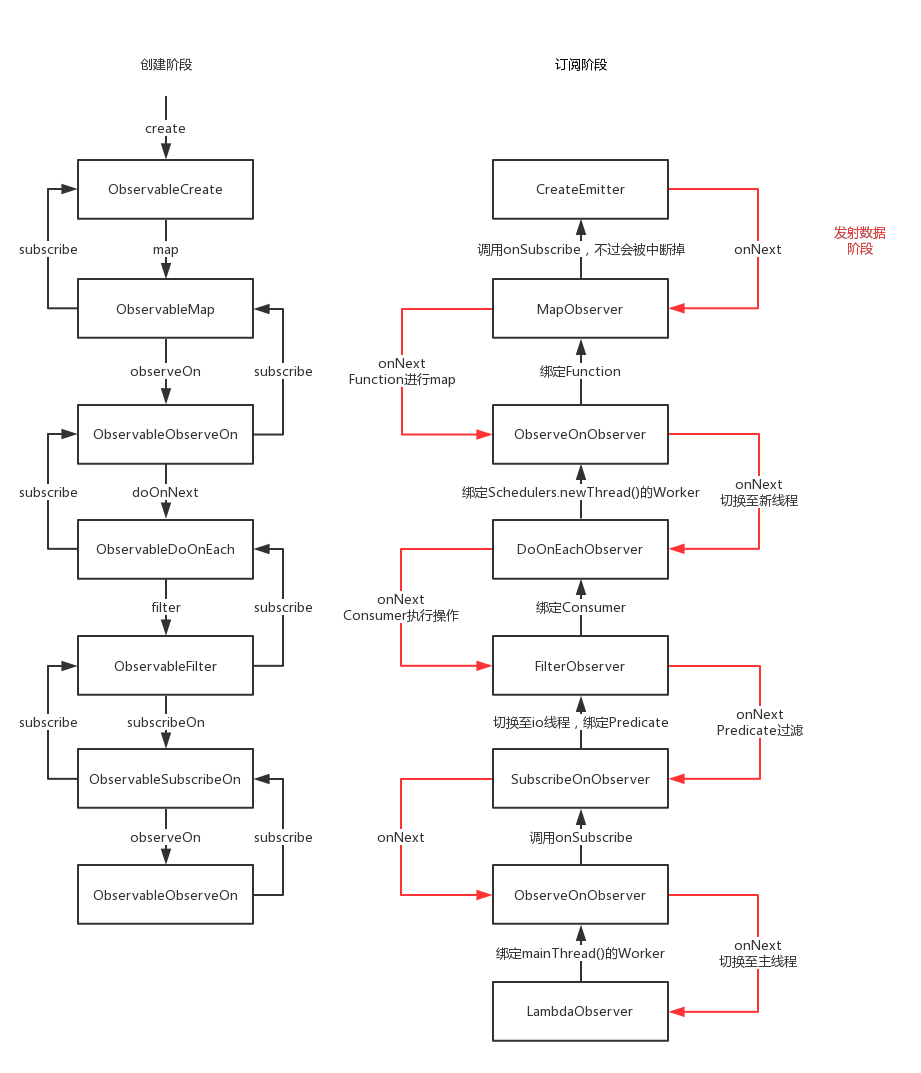 创建阶段
订阅阶段
create
ObservableCreate
CreateEmitter
发射数据
阶段
subscribe
map
调用onSubscribe，不过会被中断掉
onNext
ObservableMap
MapObserver
observeOn
subscribe
onNext
Function进行map
绑定Function
ObservableObserveOn
ObserveOnObserver
subscribe
doOnNext
绑定Schedulers.newThread()的Worker
onNext
切换至新线程
ObservableDoOnEach
DoOnEachObserver
filter
subscribe
onNext
Consumer执行操作
绑定Consumer
ObservableFilter
FilterObserver
subscribe
subscribeOn
切换至io线程，绑定Predicate
onNext
Predicate过滤
ObservableSubscribeOn
SubscribeOnObserver
observeOn
subscribe
onNext
调用onSubscribe
ObservableObserveOn
ObserveOnObserver
绑定mainThread()的Worker
onNext
切换至主线程
LambdaObserver